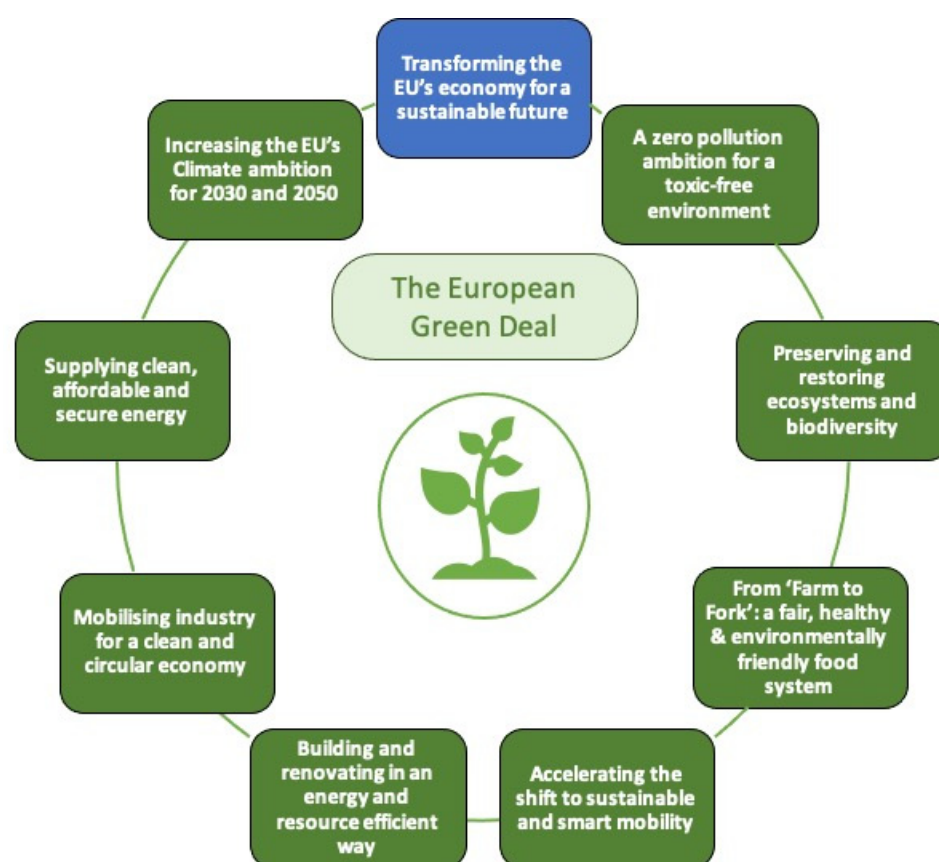 Transforming the
EU's economy for a
sustainable future
A zero pollution
ambition for a
toxic-free
environment
Preserving and
restoring
ecosystems and
biodiversity
From ‘Farm to
Fork’: a fair, healthy
& environmentally
friendly food
system
Accelerating the
shift to sustainable
and smart mobility
Building and
renovating in an
energy and
resource efficient
way
Mobilising industry
for a clean and
circular economy
Supplying clean,
affordable and
secure energy
Increasing the EU's
Climate ambition
for 2030 and 2050
The European
Green Deal